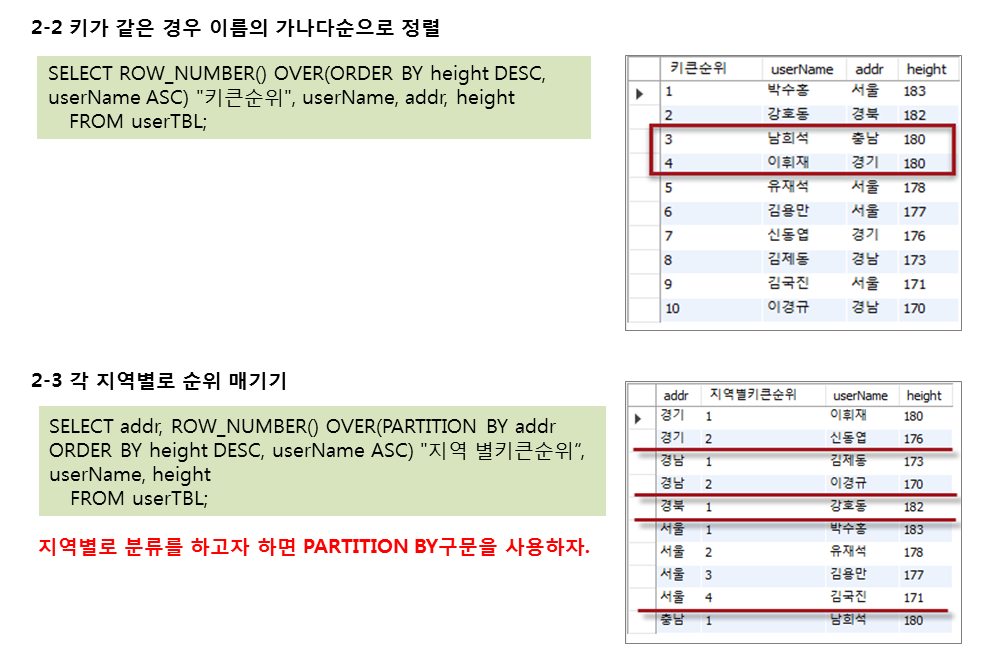 2-2 키가 같은 경우 이름의 가나다순으로 정렬
SELECT ROW_NUMBER() OVER(ORDER BY height DESC,
userName ASC) "키큰순위", userName, addr, height
FROM userTBL;
키큰순위 userName addr height
1 박수홍 서울 183
2 강호동 경북 182
3 남희석 충남 180
4 이휘재 경기 180
5 유재석 서울 178
6 김용만 서울 177
7 신동엽 경기 176
8 김제동 경남 173
9 김국진 서울 171
10 이경규 경남 170
2-3 각 지역별로 순위 매기기
SELECT addr, ROW_NUMBER() OVER(PARTITION BY addr
ORDER BY height DESC, userName ASC) "지역 별키큰순위“,
userName, height
FROM userTBL;
지역별로 분류를 하고자 하면 PARTITION BY구문을 사용하자.
addr 지역별키큰순위 userName height
경기 1 이휘재 180
경기 2 신동엽 176
경남 1 김제동 173
경남 2 이경규 170
경북 1 강호동 182
서울 1 박수홍 183
서울 2 유재석 178
서울 3 김용만 177
서울 4 김국진 171
충남 1 남희석 180